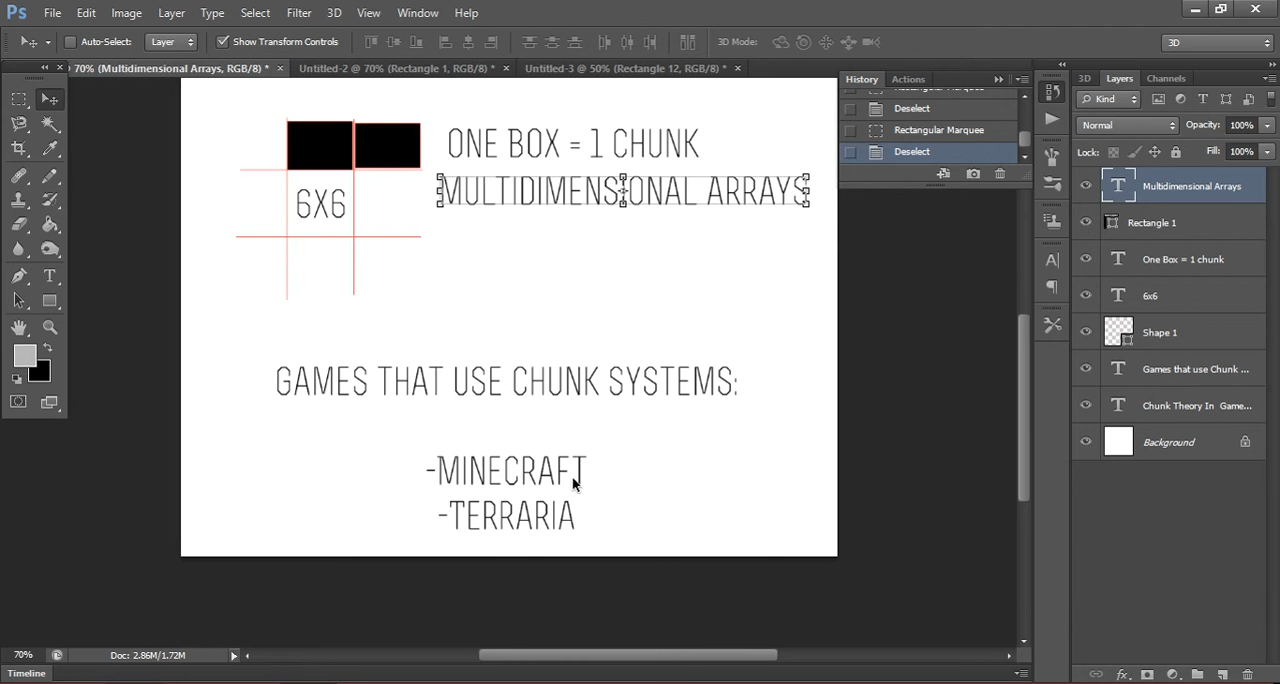 Ps File Edit Image Layer Type Select Filter 3D View Window Help
Auto-Select: Layer Show Transform Controls 3D Mode: 3D
70% (Multidimensional Arrays, RGB/8) * × Untitled-2 @ 70% (Rectangle 1, RGB/8) * × Untitled-3 @ 50% (Rectangle 12, RGB/8) * ×
History Actions
Deselect
Rectangular Marquee
Deselect
3D Layers Channels
Kind
Normal Opacity: 100%
Lock: Fill: 100%
Multidimensional Arrays
Rectangle 1
One Box = 1 chunk
6x6
Shape 1
Games that use Chunk ...
Chunk Theory In Game...
Background
ONE BOX = 1 CHUNK
MULTIDIMENSIONAL ARRAYS
6X6
GAMES THAT USE CHUNK SYSTEMS:
-MINECRAFT
-TERRARIA
70% Doc: 2.86M/1.72M
Timeline